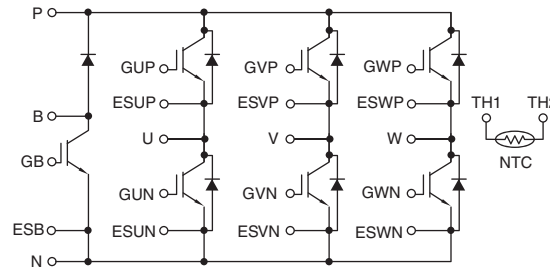 P
GUP
GVP
GWP
ESUP
ESVP
ESWP
TH1
TH2
B
U
V
W
GB
NTC
GUN
GVN
GWN
ESB
ESUN
ESVN
ESWN
N